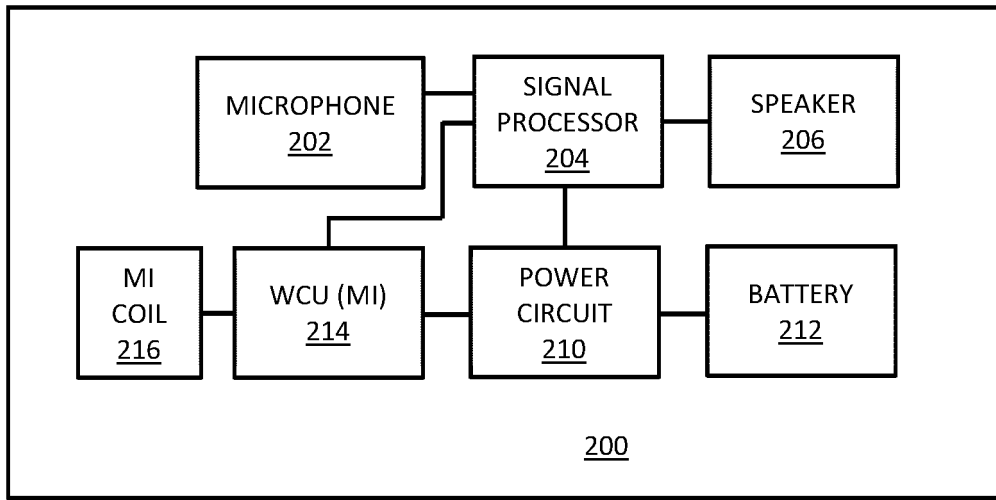 MICROPHONE
202
SIGNAL
PROCESSOR
204
SPEAKER
206
MI
COIL
216
WCU (MI)
214
POWER
CIRCUIT
210
BATTERY
212
200